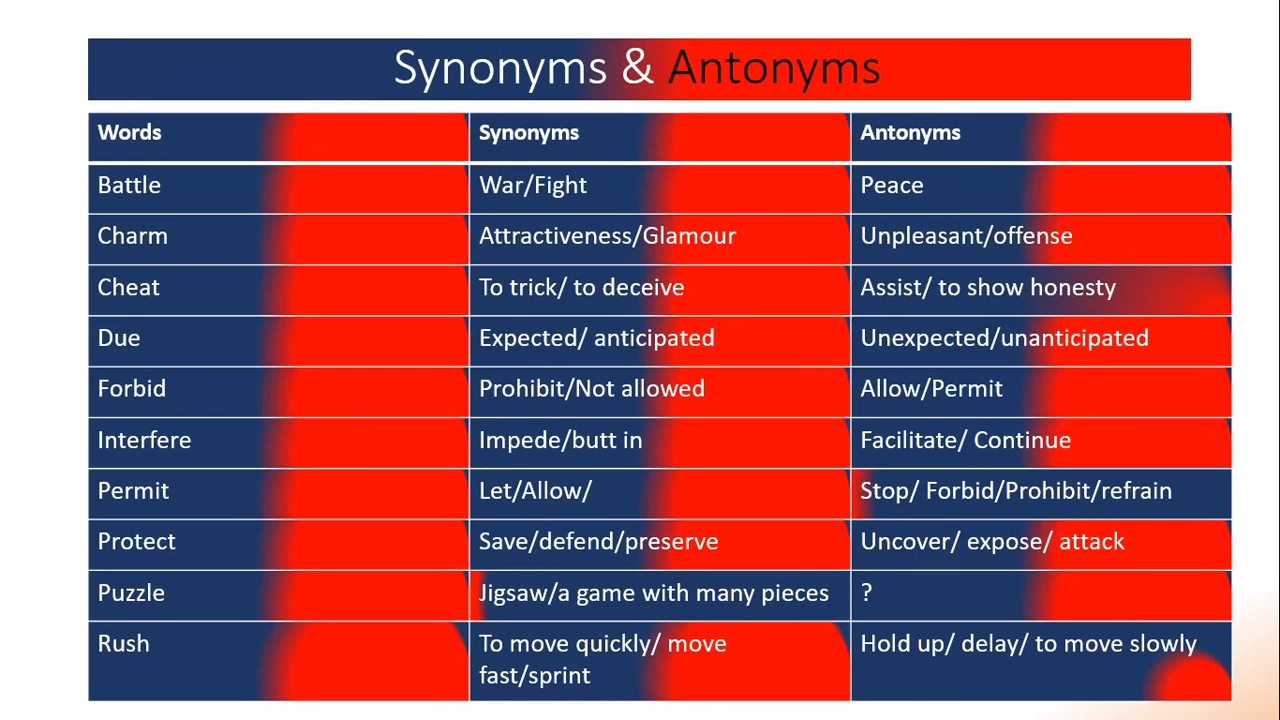 Synonyms & Antonyms
Words Synonyms Antonyms
Battle War/Fight Peace
Charm Attractiveness/Glamour Unpleasant/offense
Cheat To trick/ to deceive Assist/ to show honesty
Due Expected/ anticipated Unexpected/unanticipated
Forbid Prohibit/Not allowed Allow/Permit
Interfere Impede/butt in Facilitate/ Continue
Permit Let/Allow/ Stop/ Forbid/Prohibit/refrain
Protect Save/defend/preserve Uncover/ expose/ attack
Puzzle Jigsaw/a game with many pieces ?
Rush To move quickly/ move Hold up/ delay/ to move slowly
fast/sprint